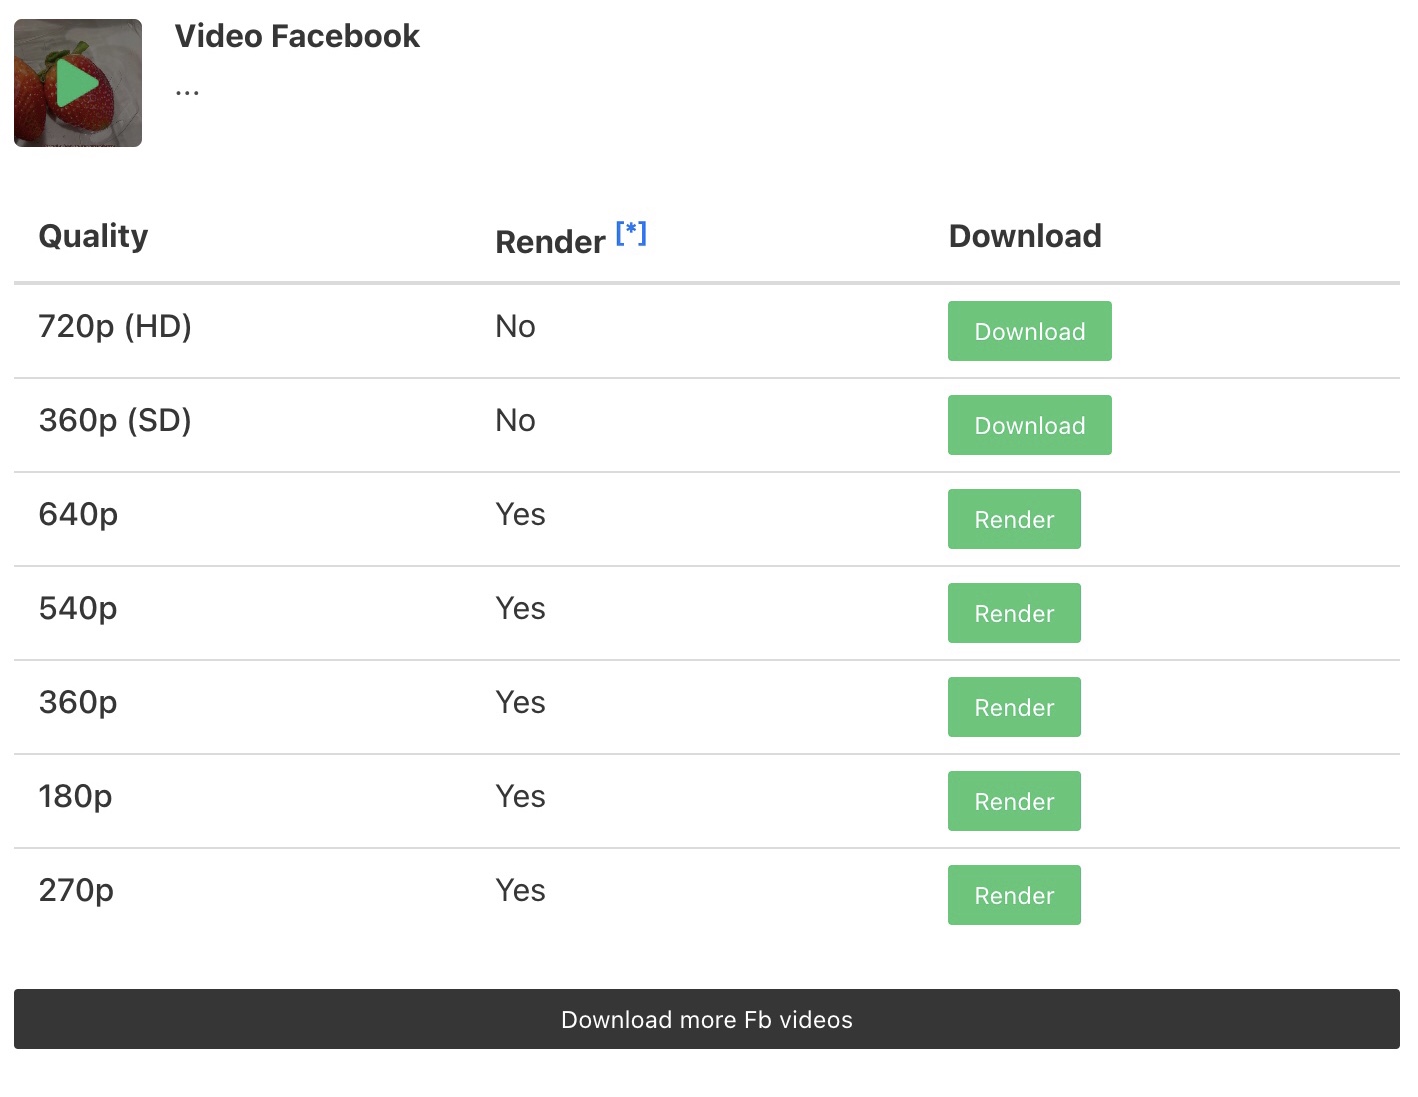 Video Facebook
...
Quality Render [*] Download
720p (HD) No Download
360p (SD) No Download
640p Yes Render
540p Yes Render
360p Yes Render
180p Yes Render
270p Yes Render
Download more Fb videos